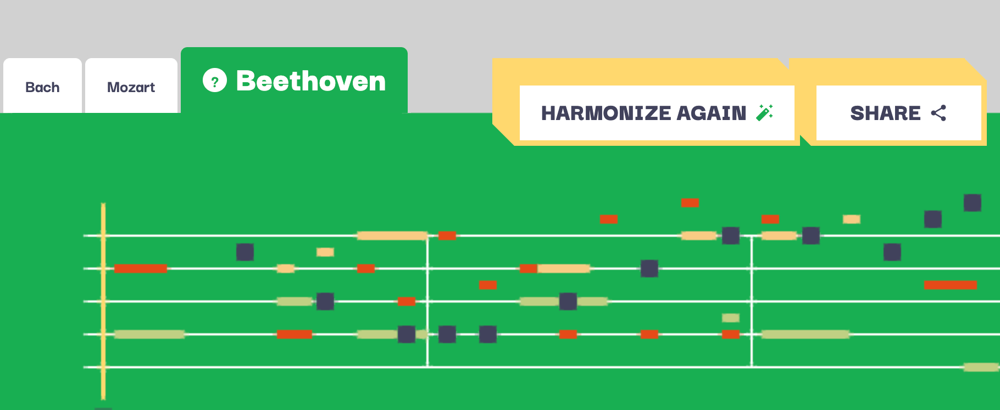 Bach
Mozart
? Beethoven
HARMONIZE AGAIN
SHARE